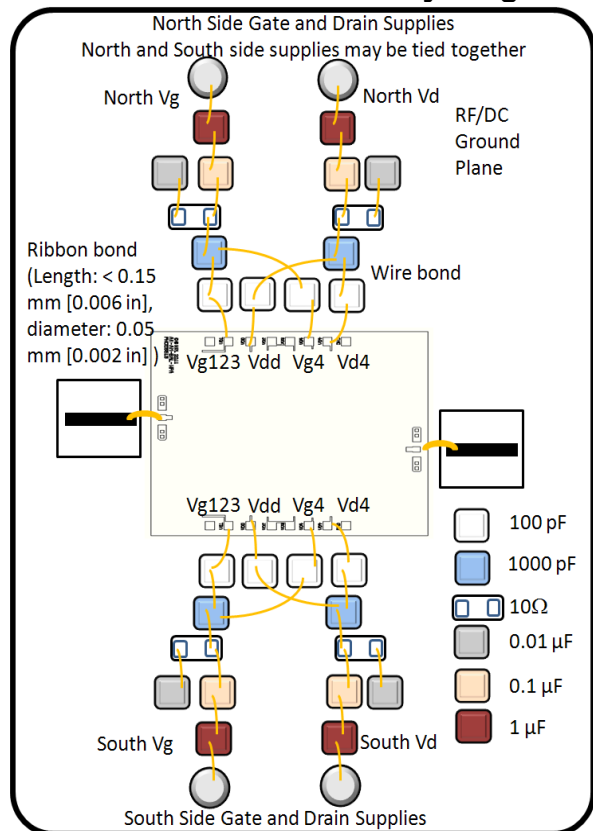 North Side Gate and Drain Supplies
North and South side supplies may be tied together
North Vg
North Vd
RF/DC
Ground
Plane
Ribbon bond
(Length: < 0.15
mm [0.006 in],
diameter: 0.05
mm [0.002 in] )
Wire bond
Vg123 Vdd Vg4 Vd4
Vg123 Vdd Vg4 Vd4
100 pF
1000 pF
10Ω
0.01 µF
0.1 µF
1 µF
South Vg
South Vd
South Side Gate and Drain Supplies